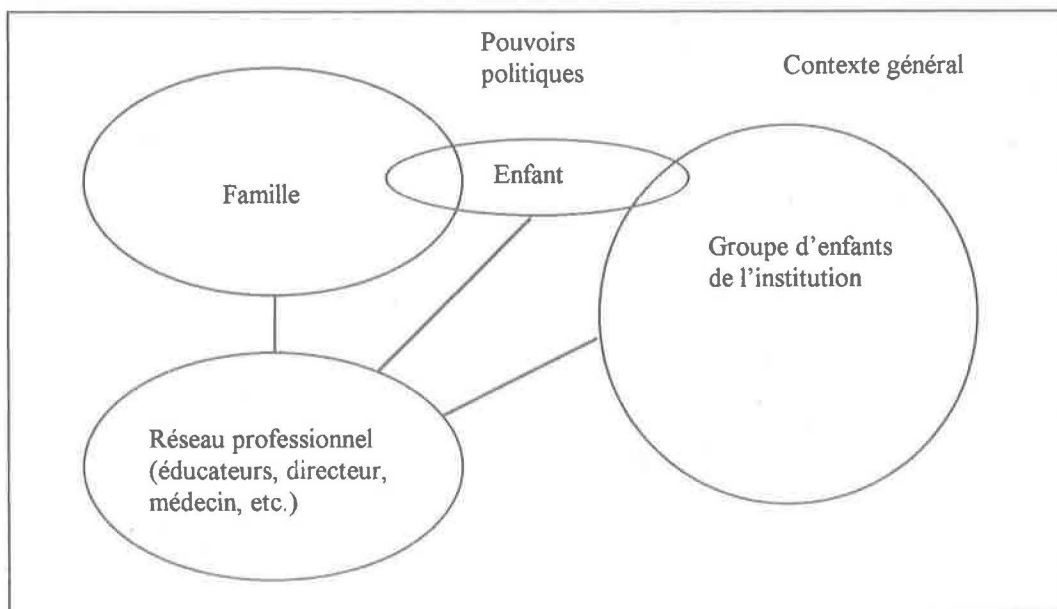 Pouvoirs
politiques
Contexte général
Enfant
Famille
Groupe d'enfants
de l'institution
Réseau professionnel
(éducateurs, directeur,
médecin, etc.)